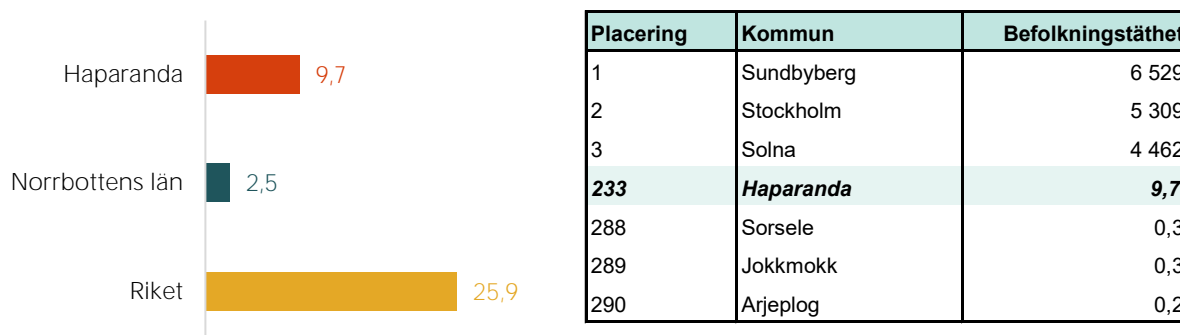 Haparanda 9,7
Norrbottens län 2,5
Riket 25,9
Placering Kommun Befolkningstäthet
1 Sundbyberg 6 529
2 Stockholm 5 309
3 Solna 4 462
233 Haparanda 9,7
288 Sorsele 0,3
289 Jokkmokk 0,3
290 Arjeplog 0,2